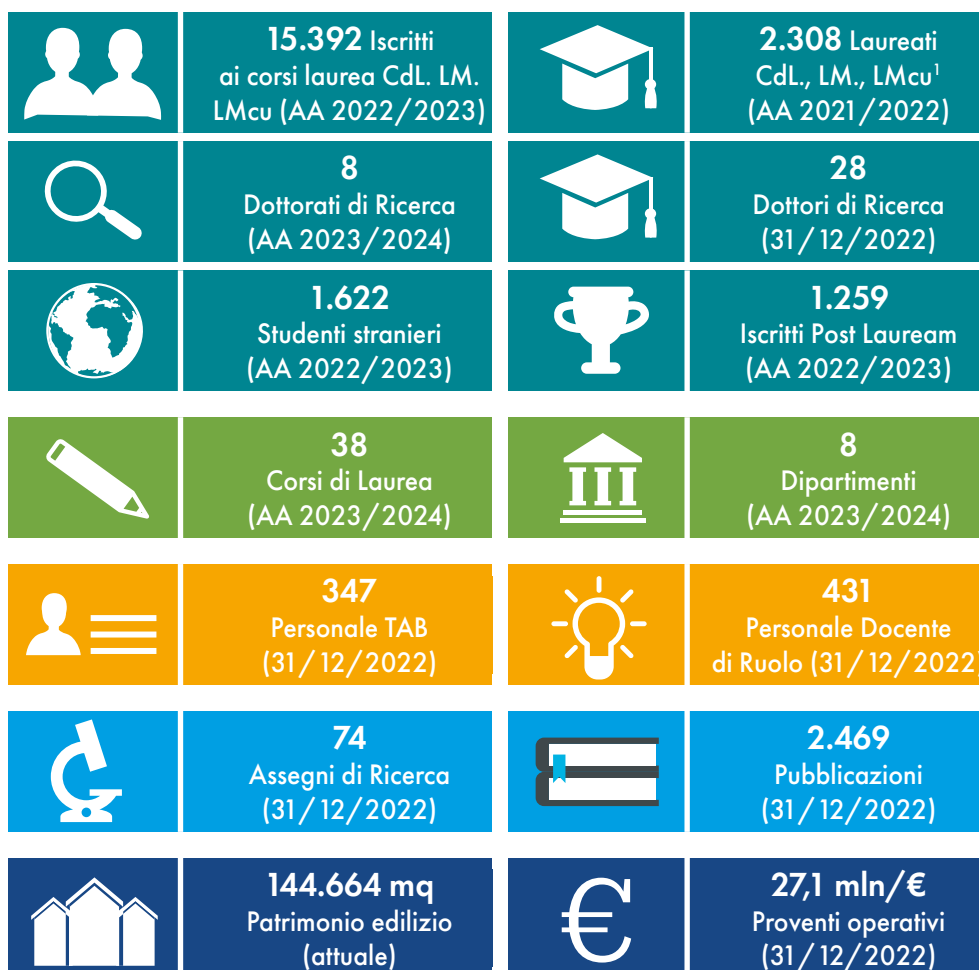 15.392 Iscritti
ai corsi laurea CdL. LM.
LMcu (AA 2022/2023)
2.308 Laureati
CdL., LM., LMcu¹
(AA 2021/2022)
8
Dottorati di Ricerca
(AA 2023/2024)
28
Dottori di Ricerca
(31/12/2022)
1.622
Studenti stranieri
(AA 2022/2023)
1.259
Iscritti Post Lauream
(AA 2022/2023)
38
Corsi di Laurea
(AA 2023/2024)
8
Dipartimenti
(AA 2023/2024)
347
Personale TAB
(31/12/2022)
431
Personale Docente
di Ruolo (31/12/2022)
74
Assegni di Ricerca
(31/12/2022)
2.469
Pubblicazioni
(31/12/2022)
144.664 mq
Patrimonio edilizio
(attuale)
€
27,1 mln/€
Proventi operativi
(31/12/2022)